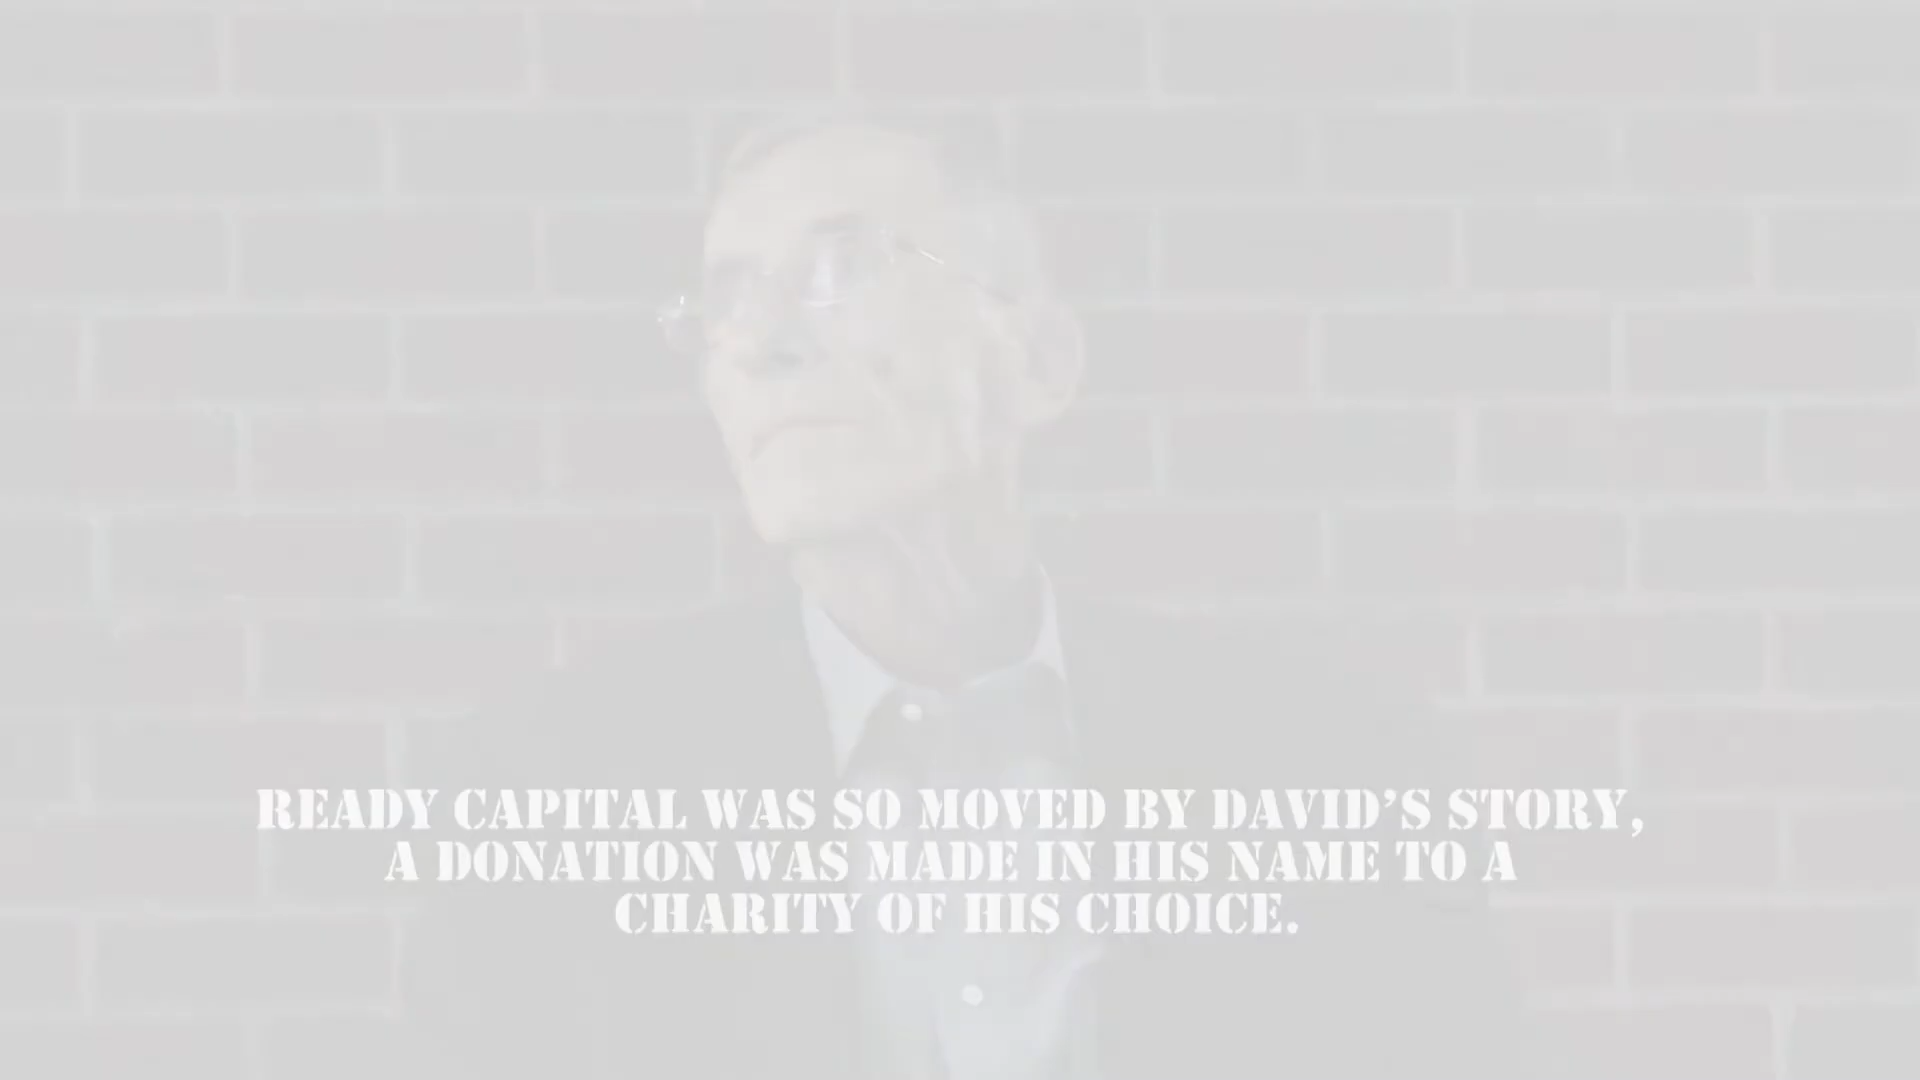 READY CAPITAL WAS SO MOVED BY DAVID'S STORY,
A DONATION WAS MADE IN HIS NAME TO A
CHARITY OF HIS CHOICE.